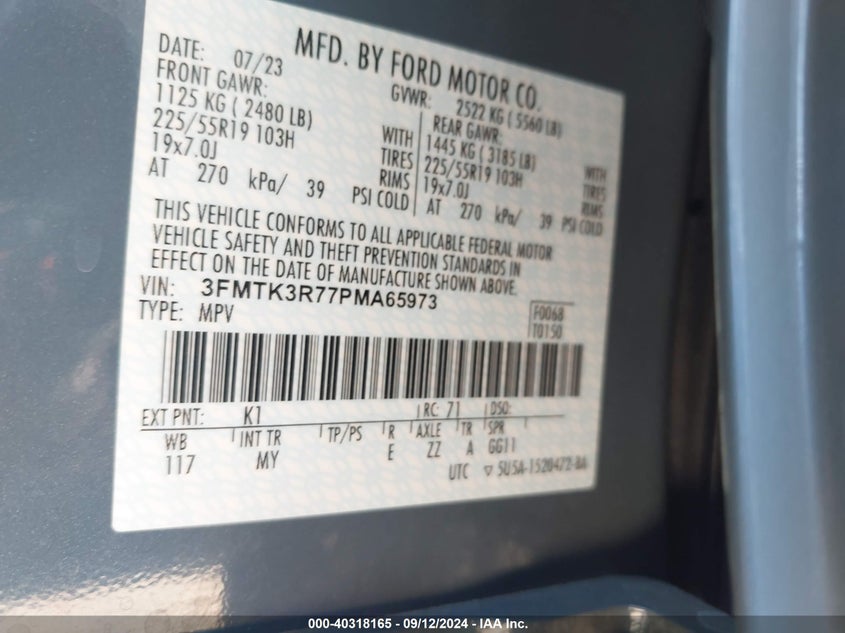 MFD. BY FORD MOTOR CO.
DATE: 07/23 GVWR: 2522 KG ( 5560 LB)
FRONT GAWR: REAR GAWR:
1125 KG ( 2480 LB) WITH 1445 KG ( 3185 LB) WITH
225/55R19 103H TIRES 225/55R19 103H TIRES
19x7.0J RIMS 19x7.0J RIMS
AT 270 kPa/ 39 PSI COLD AT 270 kPa/ 39 PSI COLD
THIS VEHICLE CONFORMS TO ALL APPLICABLE FEDERAL MOTOR
VEHICLE SAFETY AND THEFT PREVENTION STANDARDS IN
EFFECT ON THE DATE OF MANUFACTURE SHOWN ABOVE.
VIN: 3FMTK3R77PMA65973
TYPE: MPV F0068
T0150
EXT PNT: K1 RC: 71 DSO:
WB INT TR TP/PS R AXLE TR SPR
117 MY E ZZ A GG11
UTC ▽ 5U5A-1520472-BA
000-40318165 - 09/12/2024 - IAA Inc.